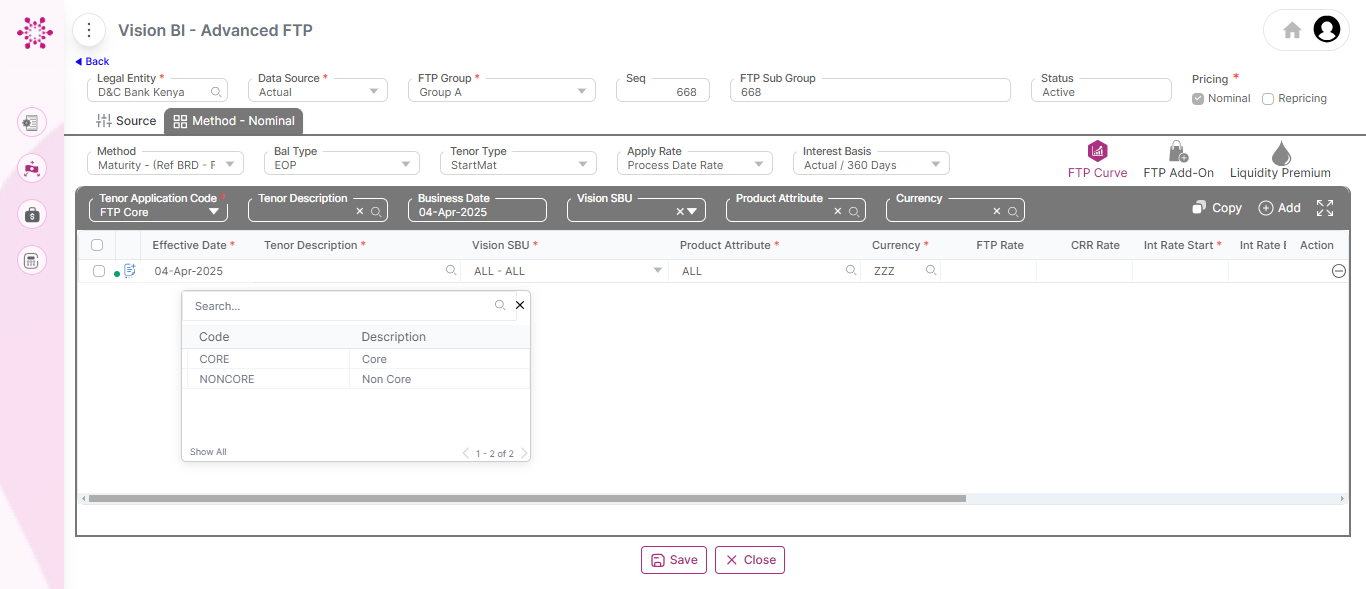 Vision BI - Advanced FTP
Back
Legal Entity * Data Source * FTP Group * Seq FTP Sub Group Status Pricing *
D&C Bank Kenya Actual Group A 668 668 Active Nominal Repricing
Source Method - Nominal
Method Bal Type Tenor Type Apply Rate Interest Basis
Maturity - (Ref BRD - F EOP StartMat Process Date Rate Actual / 360 Days
FTP Curve FTP Add-On Liquidity Premium
Tenor Application Code * Tenor Description Business Date Vision SBU Product Attribute Currency
FTP Core 04-Apr-2025 Copy Add
Effective Date * Tenor Description * Vision SBU * Product Attribute * Currency * FTP Rate CRR Rate Int Rate Start * Int Rate E Action
04-Apr-2025 ALL - ALL ALL ZZZ
Search...
Code Description
CORE Core
NONCORE Non Core
Show All 1 - 2 of 2
Save Close